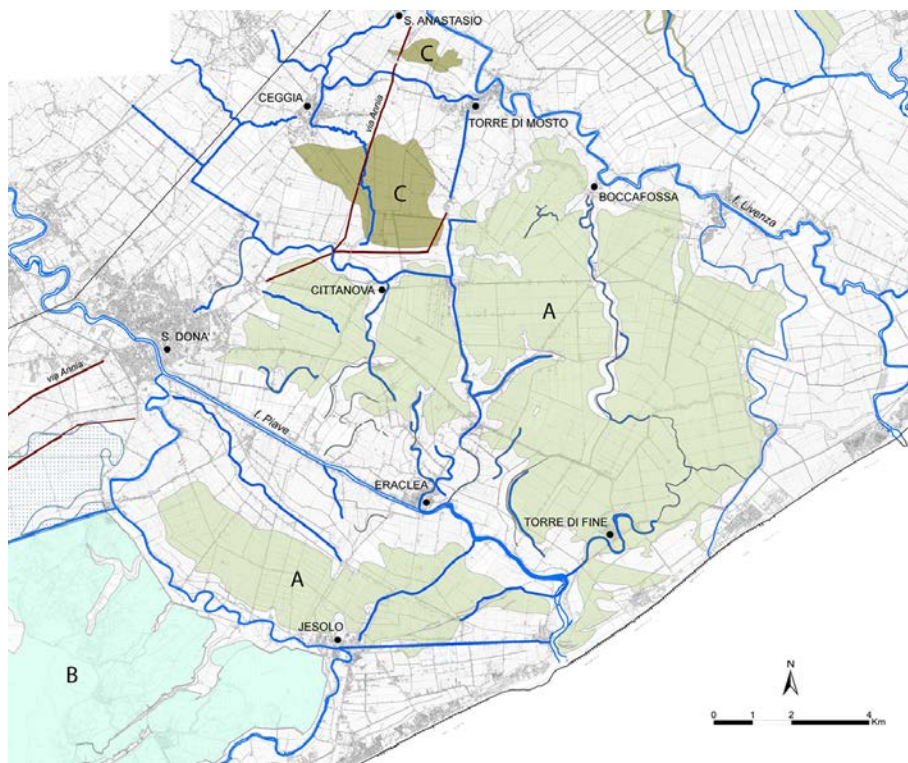 S. ANASTASIO
C
CEGGIA
via Annia
TORRE DI MOSTO
C
BOCCAFOSSA
f. Livenza
CITTANOVA
A
S. DONA'
via Annia
f. Piave
ERACLEA
TORRE DI FINE
A
JESOLO
B
N
0 1 2 4
Km